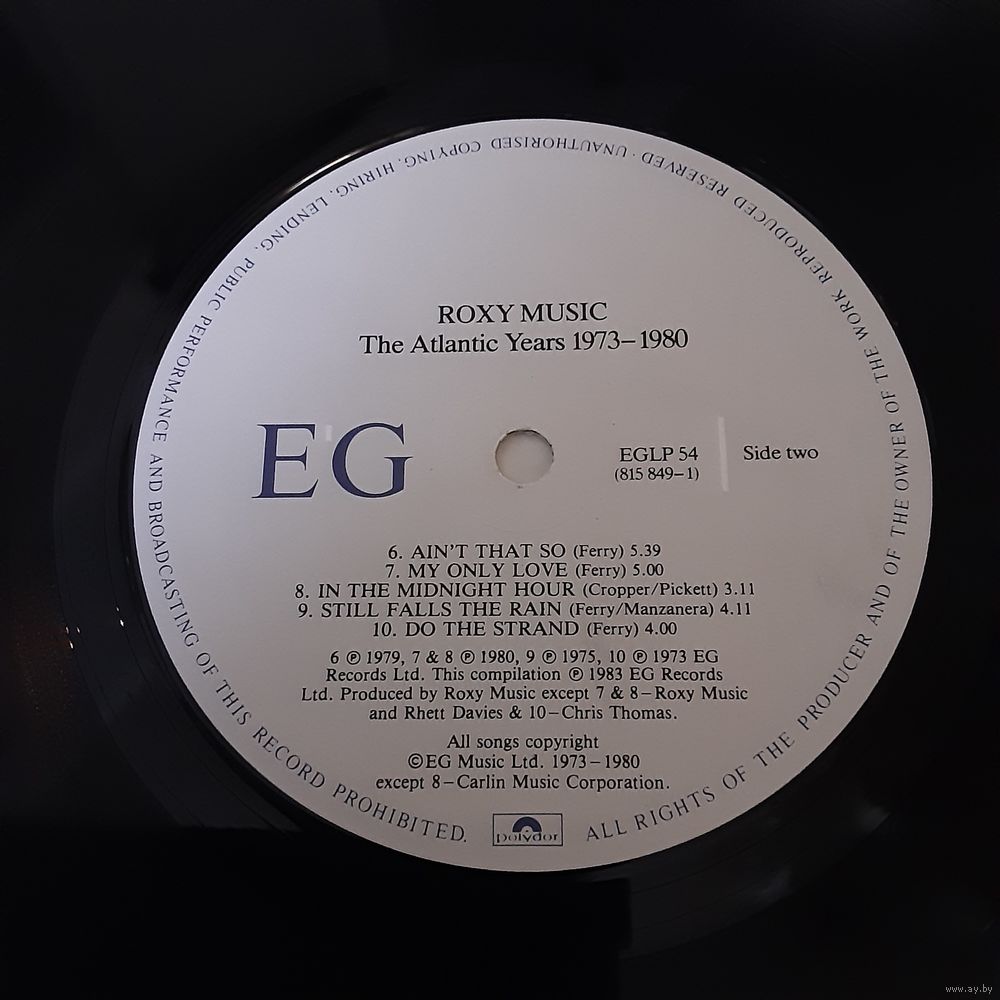 ROXY MUSIC
The Atlantic Years 1973–1980
EG
EGLP 54
(815 849–1)
Side two
6. AIN'T THAT SO (Ferry) 5.39
7. MY ONLY LOVE (Ferry) 5.00
8. IN THE MIDNIGHT HOUR (Cropper/Pickett) 3.11
9. STILL FALLS THE RAIN (Ferry/Manzanera) 4.11
10. DO THE STRAND (Ferry) 4.00
6 ℗ 1979, 7 & 8 ℗ 1980, 9 ℗ 1975, 10 ℗ 1973 EG
Records Ltd. This compilation ℗ 1983 EG Records
Ltd. Produced by Roxy Music except 7 & 8–Roxy Music
and Rhett Davies & 10–Chris Thomas.
All songs copyright
©EG Music Ltd. 1973–1980
except 8–Carlin Music Corporation.
polydor
ALL RIGHTS OF THE PRODUCER AND OF THE OWNER OF THE WORK REPRODUCED RESERVED · UNAUTHORISED COPYING, HIRING, LENDING, PUBLIC PERFORMANCE AND BROADCASTING OF THIS RECORD PROHIBITED.
www.ay.by